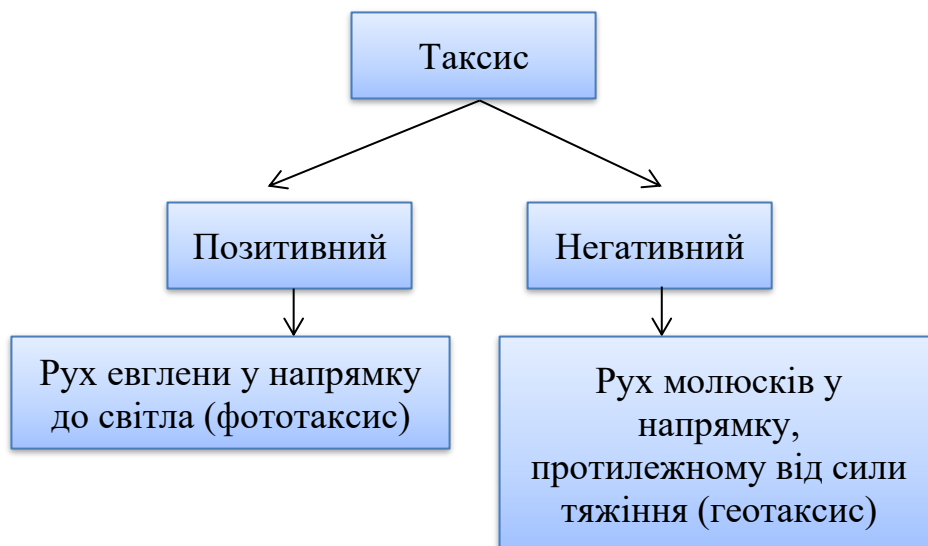 Таксис
Позитивний
Негативний
Рух евглени у напрямку
до світла (фототаксис)
Рух молюсків у
напрямку,
протилежному від сили
тяжіння (геотаксис)